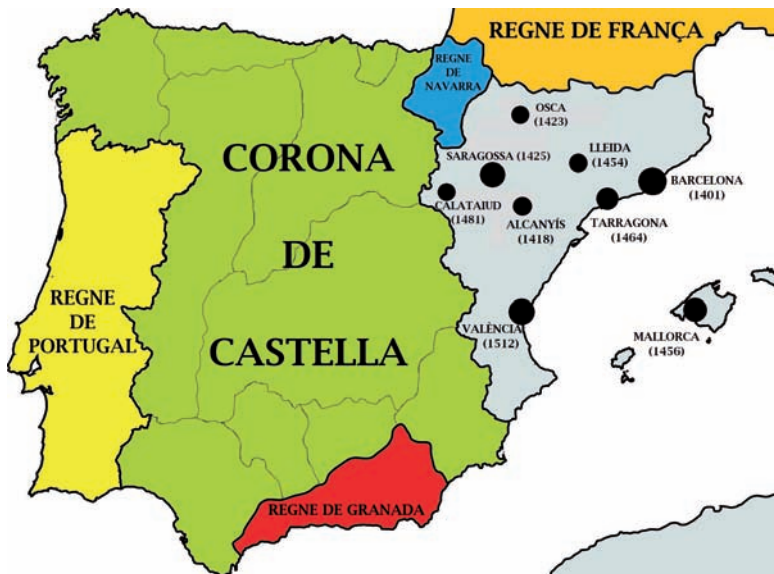 REGNE DE FRANÇA
REGNE
DE
NAVARRA
OSCA
(1423)
CORONA
DE
CASTELLA
SARAGOSSA (1425)
LLEIDA
(1454)
BARCELONA
(1401)
CALATAIUD
(1481)
ALCANYÍS
(1418)
TARRAGONA
(1464)
REGNE
DE
PORTUGAL
VALÈNCIA
(1512)
MALLORCA
(1456)
REGNE DE GRANADA